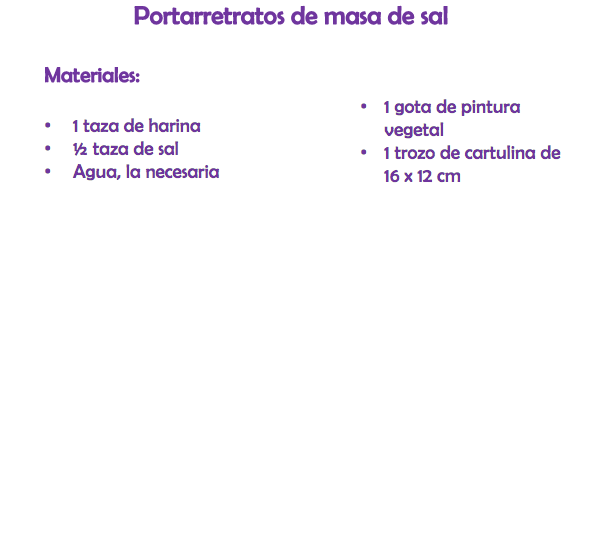 Portarretratos de masa de sal
Materiales:
• 1 taza de harina
• ½ taza de sal
• Agua, la necesaria
• 1 gota de pintura
vegetal
• 1 trozo de cartulina de
16 x 12 cm